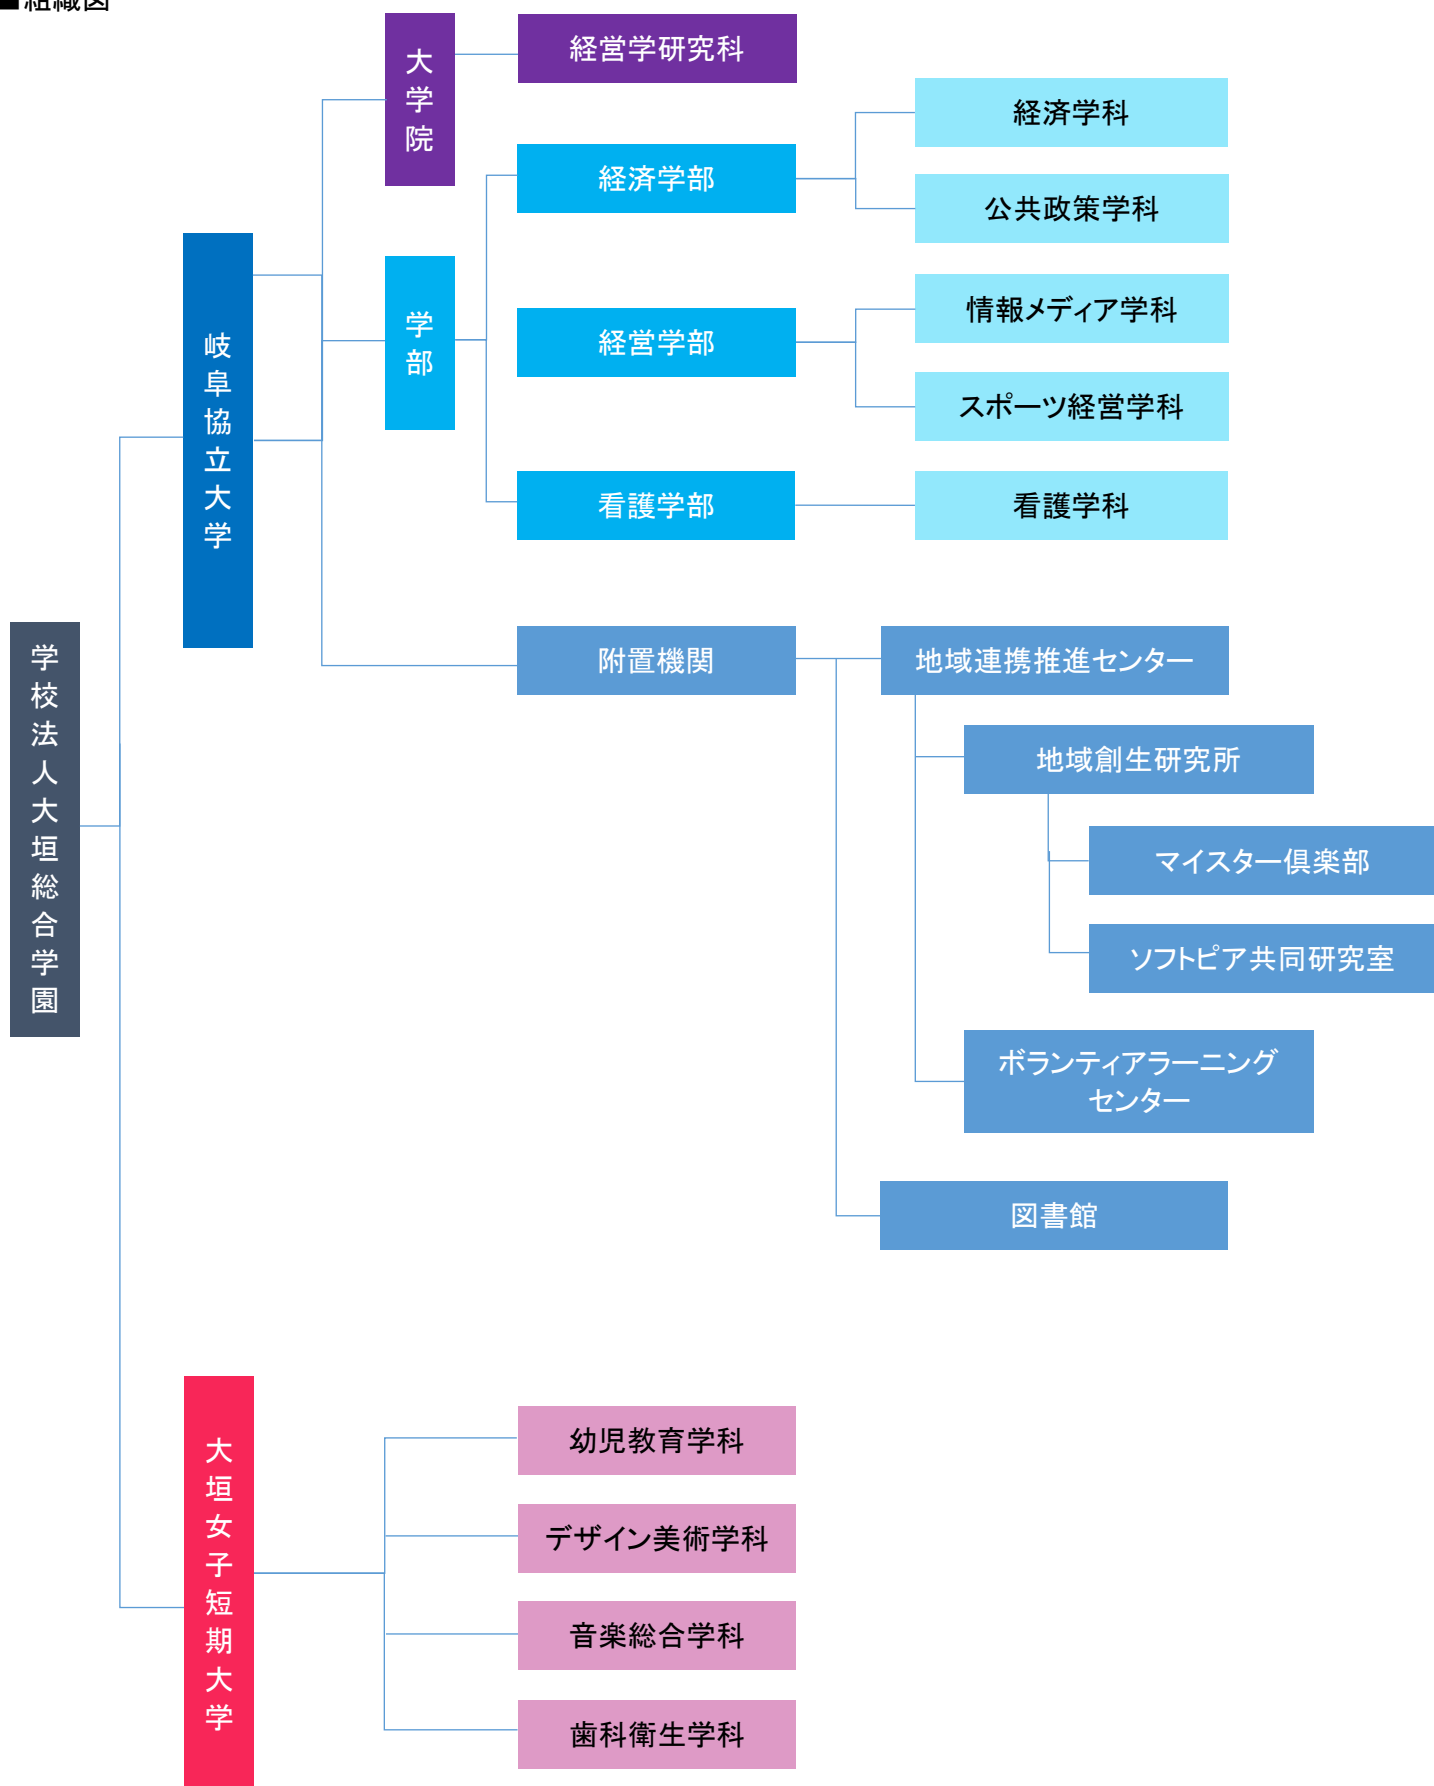 ■組織図
学校法人大垣総合学園
岐阜協立大学
大学院
経営学研究科
学部
経済学部
経済学科
公共政策学科
経営学部
情報メディア学科
スポーツ経営学科
看護学部
看護学科
附置機関
地域連携推進センター
地域創生研究所
マイスター倶楽部
ソフトピア共同研究室
ボランティアラーニング
センター
図書館
大垣女子短期大学
幼児教育学科
デザイン美術学科
音楽総合学科
歯科衛生学科